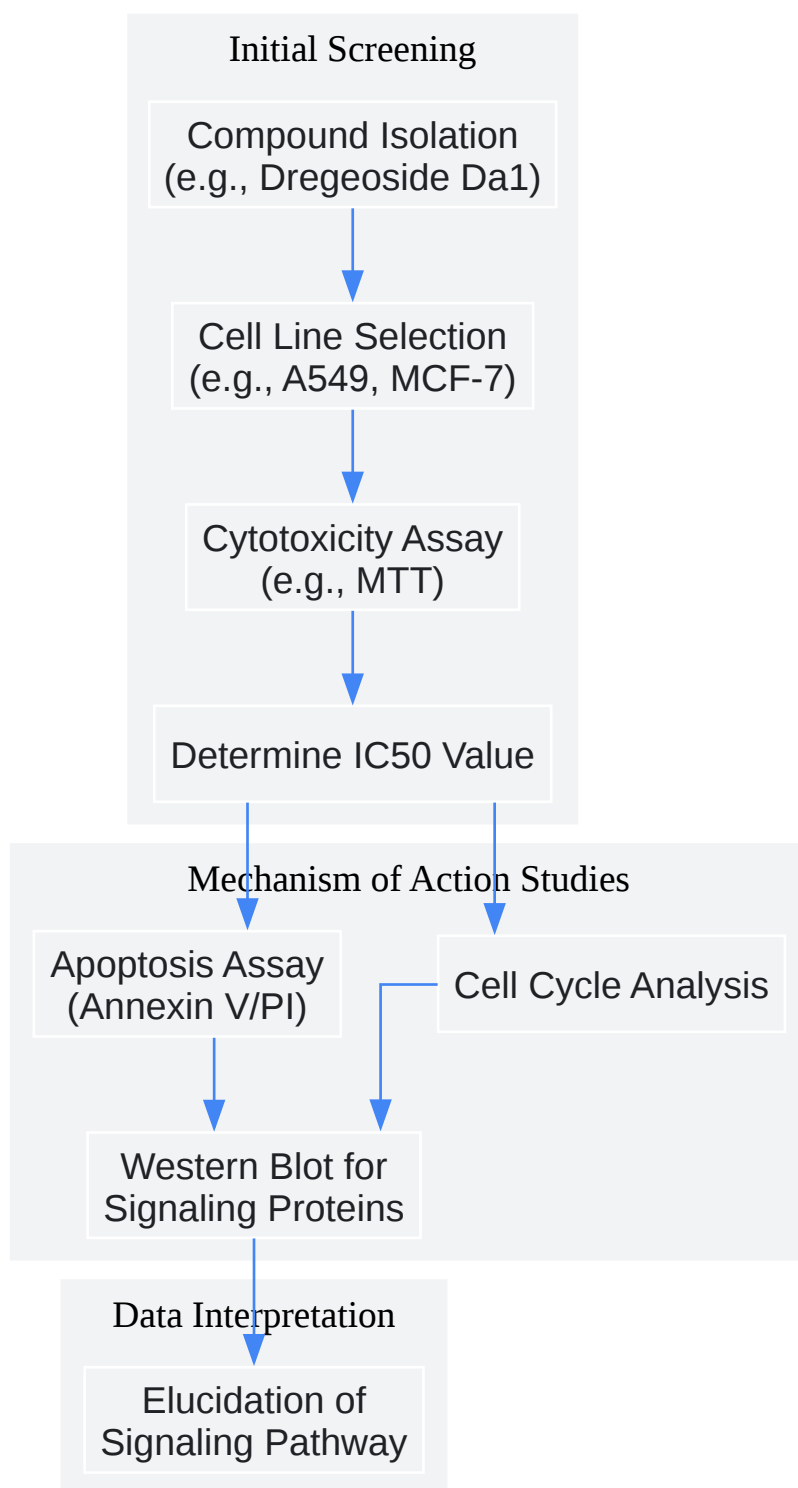 Initial Screening
Compound Isolation
(e.g., Dregeoside Da1)
Cell Line Selection
(e.g., A549, MCF-7)
Cytotoxicity Assay
(e.g., MTT)
Determine IC50 Value
Mechanism of Action Studies
Apoptosis Assay
(Annexin V/PI)
Cell Cycle Analysis
Western Blot for
Signaling Proteins
Data Interpretation
Elucidation of
Signaling Pathway